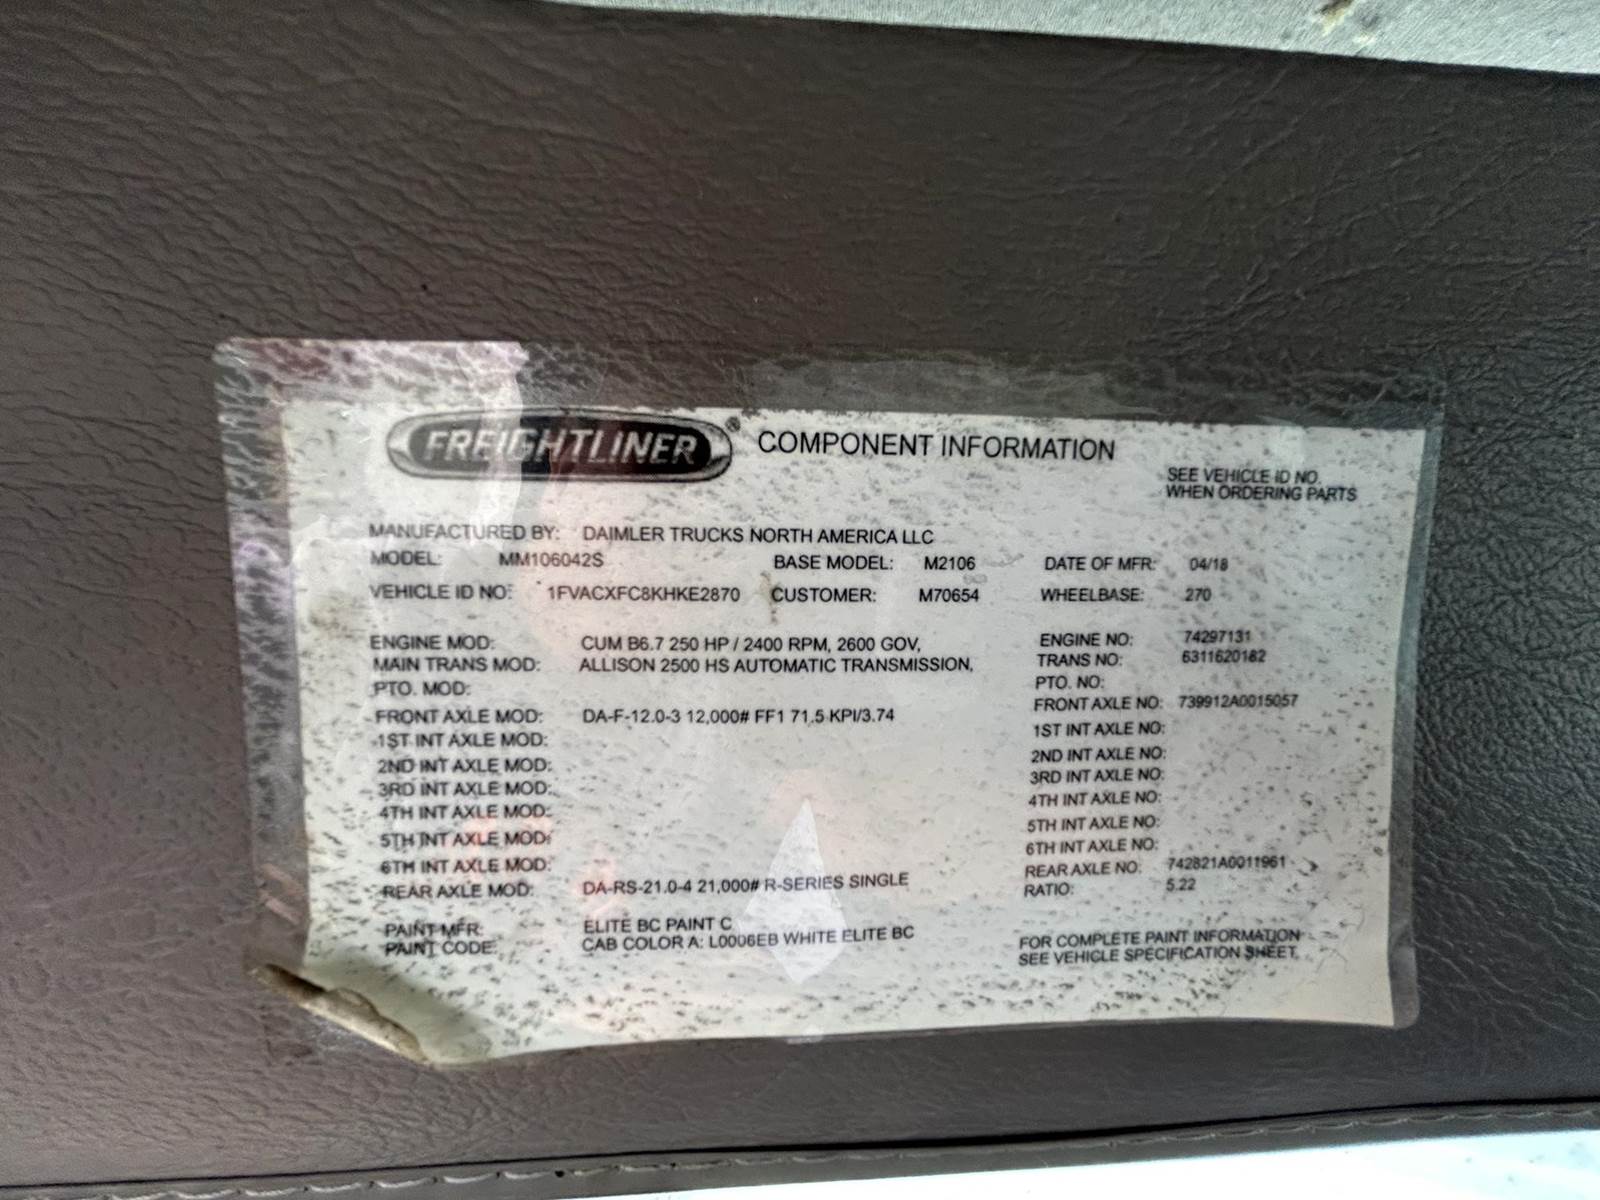 FREIGHTLINER® COMPONENT INFORMATION
SEE VEHICLE ID NO.
WHEN ORDERING PARTS
MANUFACTURED BY: DAIMLER TRUCKS NORTH AMERICA LLC
MODEL: MM106042S BASE MODEL: M2106 DATE OF MFR: 04/18
VEHICLE ID NO: 1FVACXFC8KHKE2870 CUSTOMER: M70654 WHEELBASE: 270
ENGINE MOD: CUM B6.7 250 HP / 2400 RPM, 2600 GOV, ENGINE NO: 74297131
MAIN TRANS MOD: ALLISON 2500 HS AUTOMATIC TRANSMISSION, TRANS NO: 6311620182
PTO. MOD: PTO. NO:
FRONT AXLE MOD: DA-F-12.0-3 12,000# FF1 71.5 KPI/3.74 FRONT AXLE NO: 739912A0015057
1ST INT AXLE MOD: 1ST INT AXLE NO:
2ND INT AXLE MOD: 2ND INT AXLE NO:
3RD INT AXLE MOD: 3RD INT AXLE NO:
4TH INT AXLE MOD: 4TH INT AXLE NO:
5TH INT AXLE MOD: 5TH INT AXLE NO:
6TH INT AXLE MOD: 6TH INT AXLE NO:
REAR AXLE MOD: DA-RS-21.0-4 21,000# R-SERIES SINGLE REAR AXLE NO: 742821A0011961
RATIO: 5.22
PAINT MFR: ELITE BC PAINT C
PAINT CODE: CAB COLOR A: L0006EB WHITE ELITE BC
FOR COMPLETE PAINT INFORMATION
SEE VEHICLE SPECIFICATION SHEET.